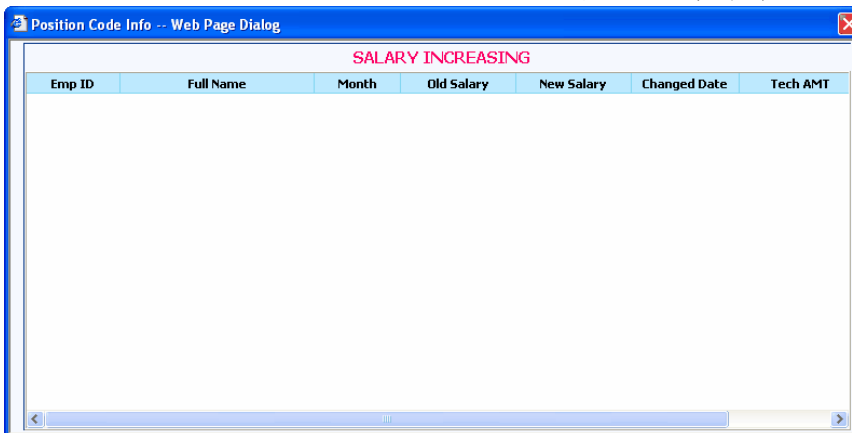 Position Code Info -- Web Page Dialog
SALARY INCREASING
Emp ID Full Name Month Old Salary New Salary Changed Date Tech AMT